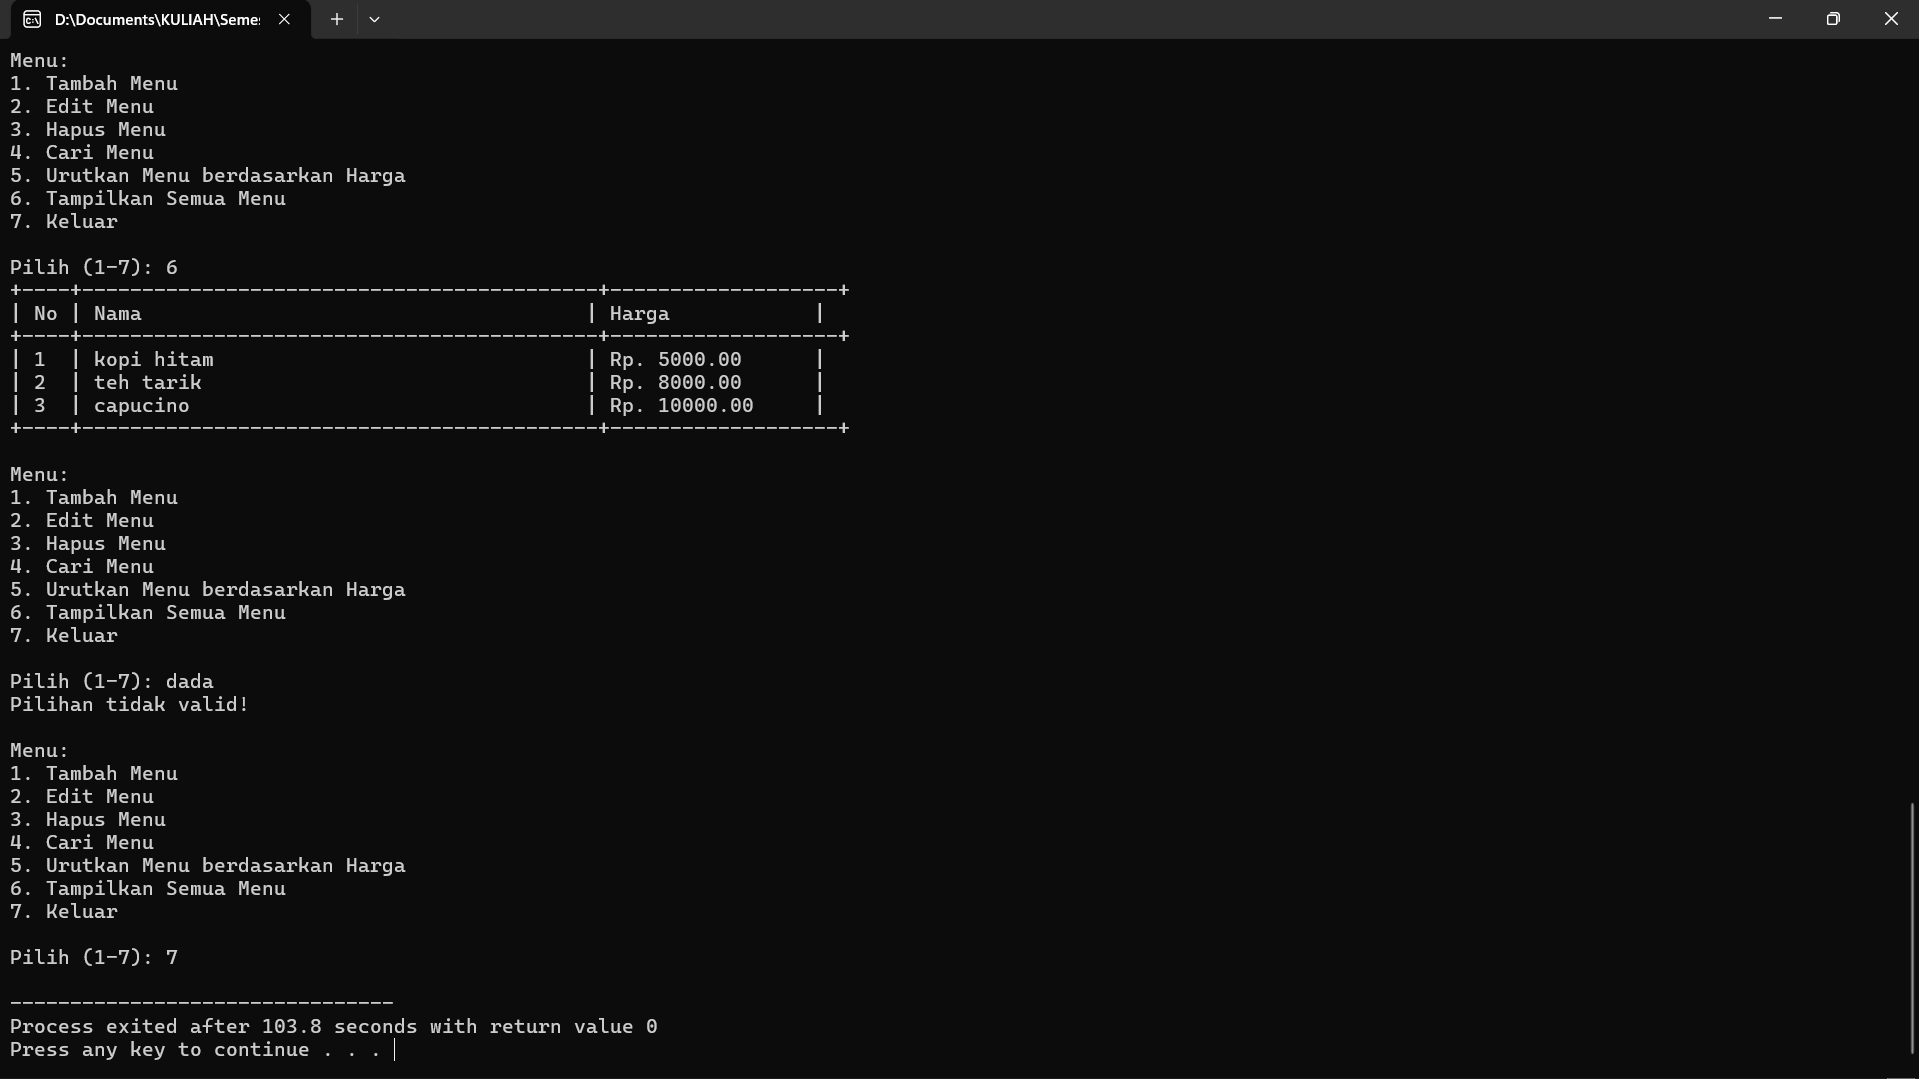 D:\Documents\KULIAH\Seme
Menu:
1. Tambah Menu
2. Edit Menu
3. Hapus Menu
4. Cari Menu
5. Urutkan Menu berdasarkan Harga
6. Tampilkan Semua Menu
7. Keluar
Pilih (1-7): 6
+----+-------------------------------------------+-------------------+
| No | Nama                                       | Harga            |
+----+-------------------------------------------+-------------------+
| 1  | kopi hitam                                 | Rp. 5000.00      |
| 2  | teh tarik                                  | Rp. 8000.00      |
| 3  | capucino                                   | Rp. 10000.00     |
+----+-------------------------------------------+-------------------+
Menu:
1. Tambah Menu
2. Edit Menu
3. Hapus Menu
4. Cari Menu
5. Urutkan Menu berdasarkan Harga
6. Tampilkan Semua Menu
7. Keluar
Pilih (1-7): dada
Pilihan tidak valid!
Menu:
1. Tambah Menu
2. Edit Menu
3. Hapus Menu
4. Cari Menu
5. Urutkan Menu berdasarkan Harga
6. Tampilkan Semua Menu
7. Keluar
Pilih (1-7): 7
--------------------------------
Process exited after 103.8 seconds with return value 0
Press any key to continue . . .